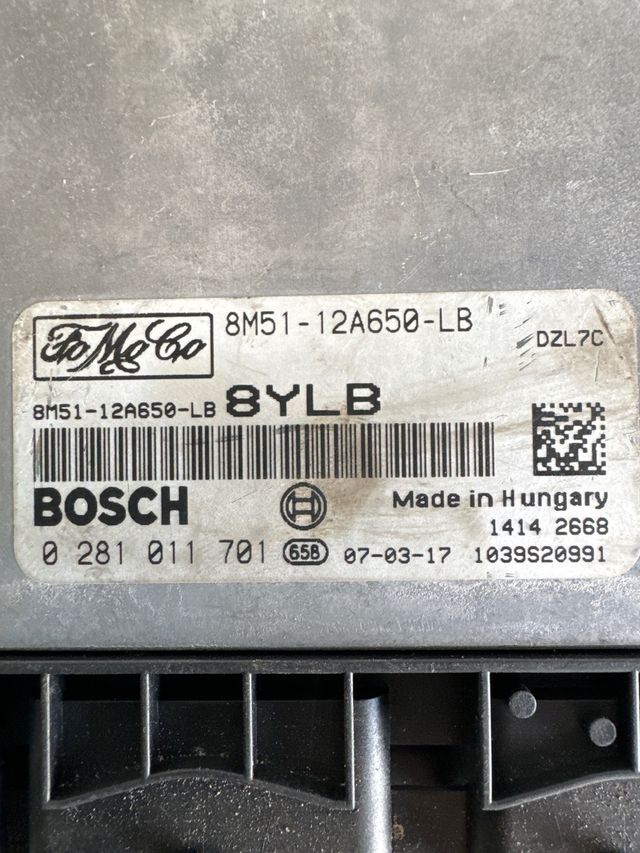 FoMoCo
8M51-12A650-LB
DZL7C
8M51-12A650-LB 8YLB
BOSCH
Made in Hungary
1414 2668
0 281 011 701 658 07-03-17 1039S20991